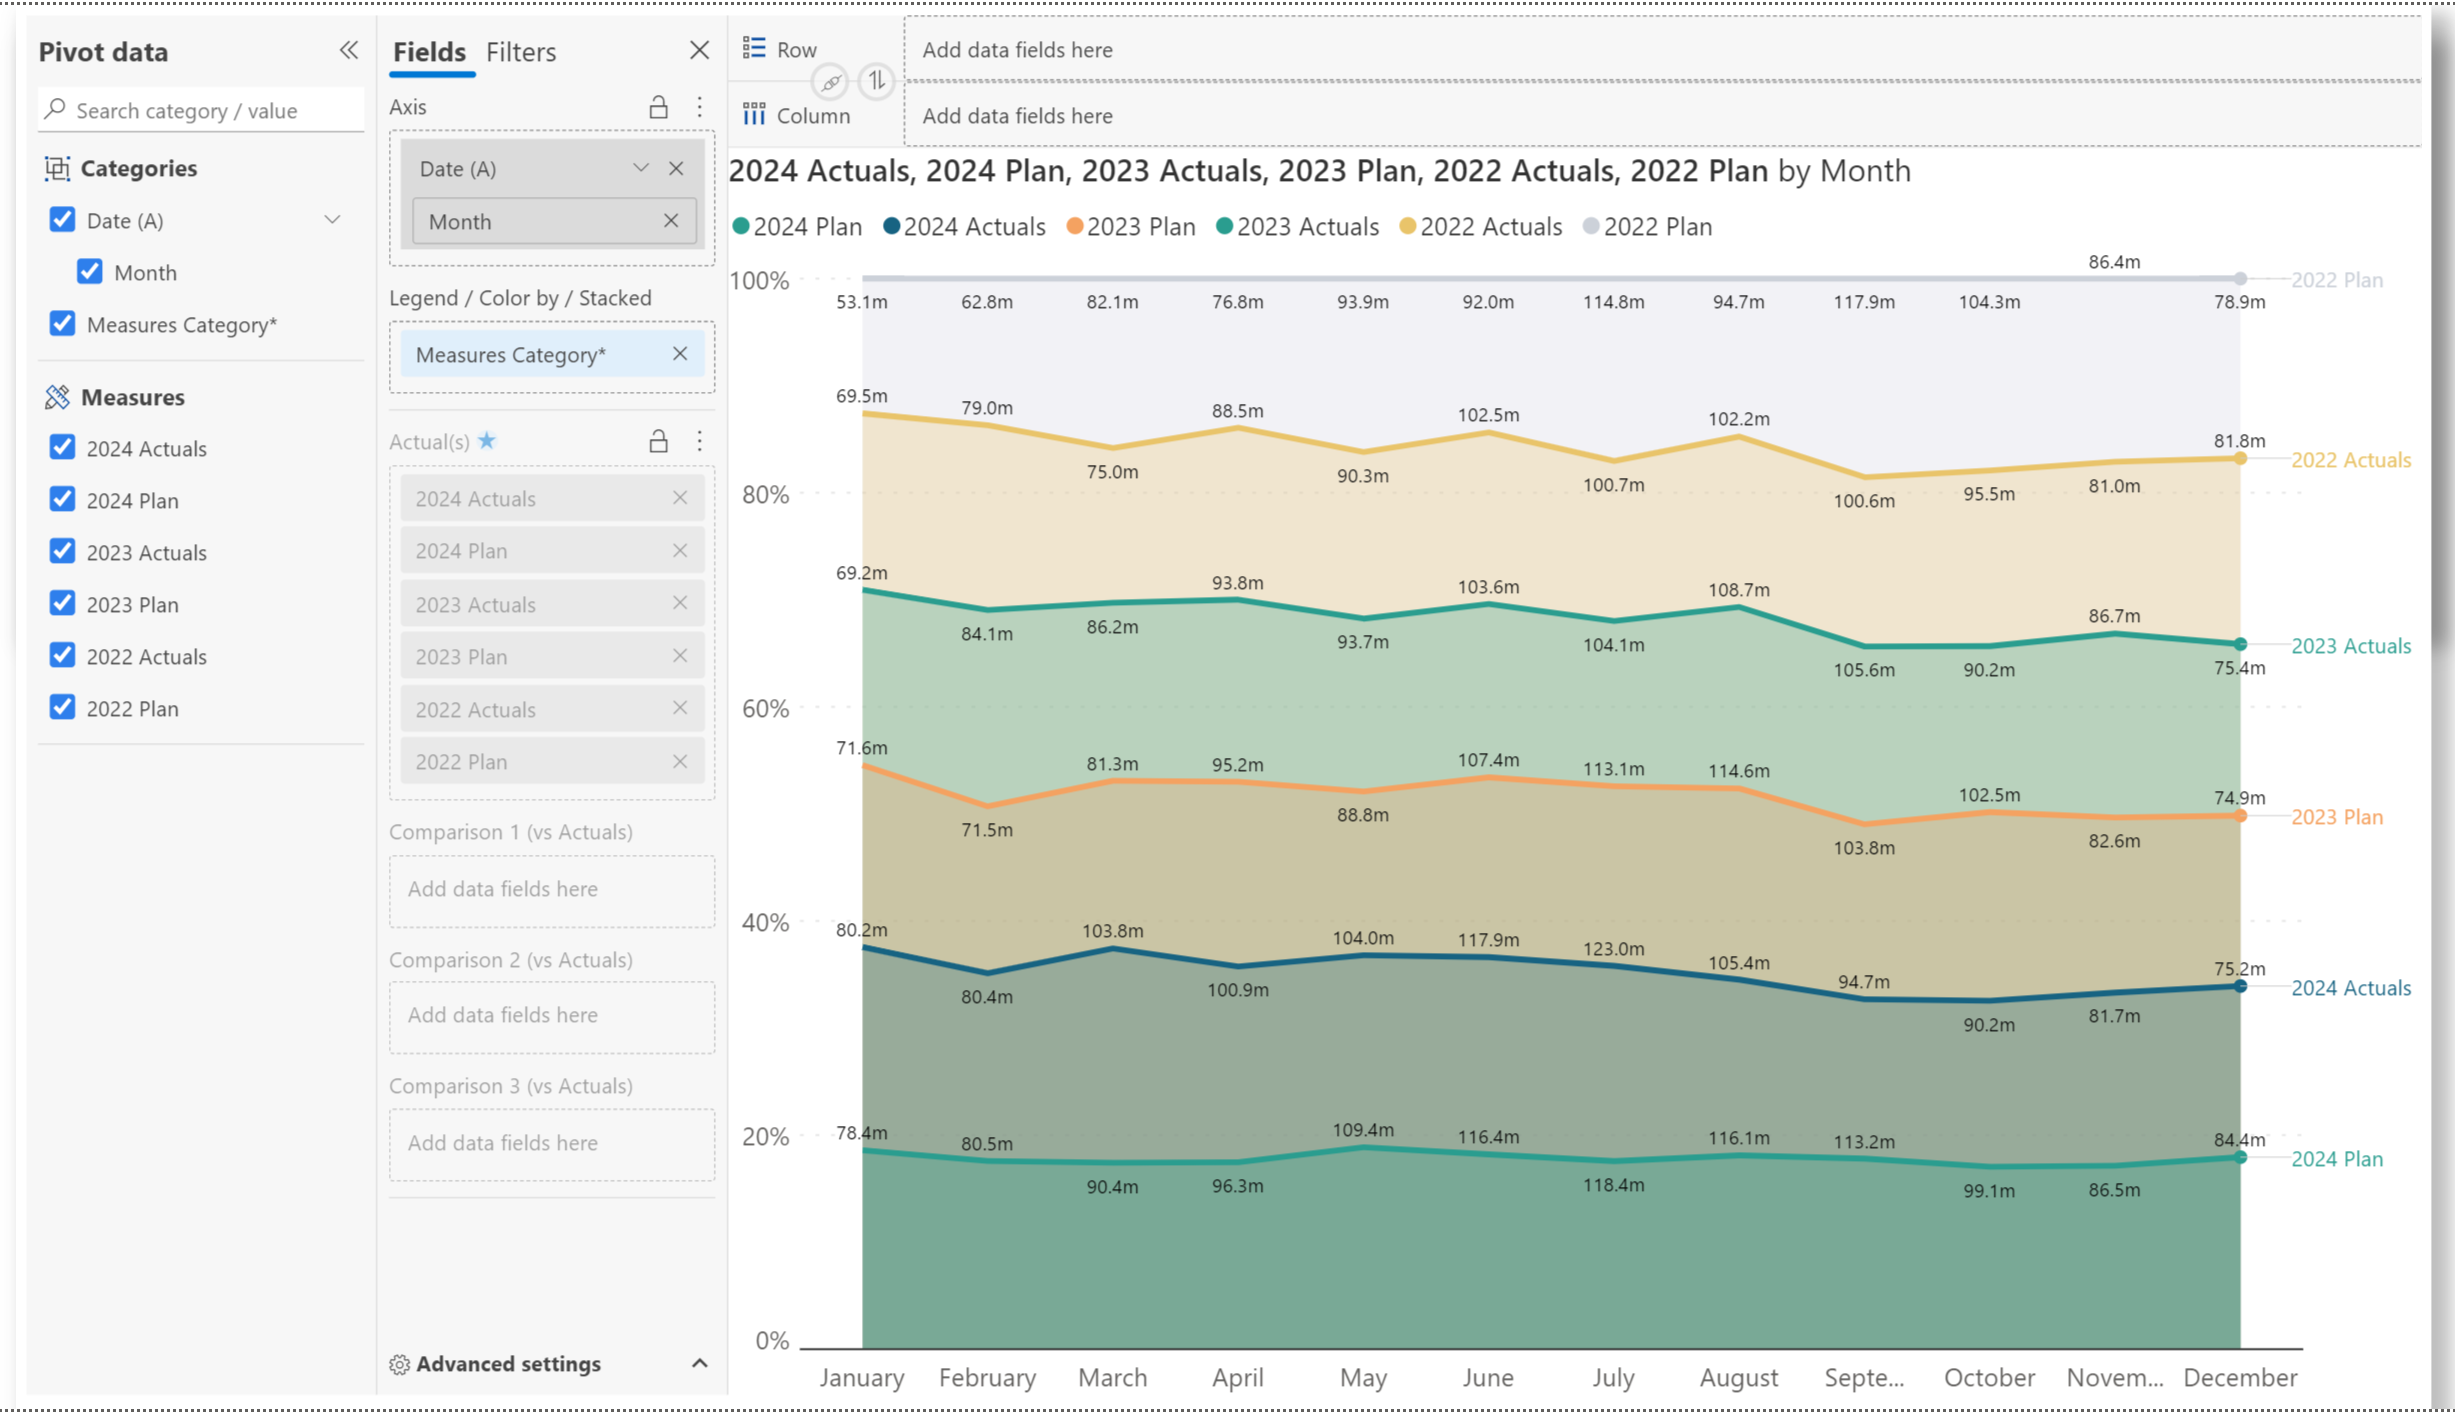 Pivot data
Search category / value
Categories
Date (A)
Month
Measures Category*
Measures
2024 Actuals
2024 Plan
2023 Actuals
2023 Plan
2022 Actuals
2022 Plan
Fields Filters
Axis
Date (A)
Month
Legend / Color by / Stacked
Measures Category*
Actual(s)
2024 Actuals
2024 Plan
2023 Actuals
2023 Plan
2022 Actuals
2022 Plan
Comparison 1 (vs Actuals)
Add data fields here
Comparison 2 (vs Actuals)
Add data fields here
Comparison 3 (vs Actuals)
Add data fields here
Advanced settings
Row Add data fields here
Column Add data fields here
2024 Actuals, 2024 Plan, 2023 Actuals, 2023 Plan, 2022 Actuals, 2022 Plan by Month
2024 Plan 2024 Actuals 2023 Plan 2023 Actuals 2022 Actuals 2022 Plan
86.4m
100% 2022 Plan
53.1m 62.8m 82.1m 76.8m 93.9m 92.0m 114.8m 94.7m 117.9m 104.3m 78.9m
69.5m 79.0m 88.5m 102.5m 102.2m 81.8m
2022 Actuals
75.0m 90.3m 100.7m 100.6m 95.5m 81.0m
80%
69.2m 93.8m 103.6m 108.7m 86.7m
84.1m 86.2m 93.7m 104.1m 105.6m 90.2m 75.4m
2023 Actuals
60%
71.6m 81.3m 95.2m 107.4m 113.1m 114.6m 102.5m 74.9m
2023 Plan
71.5m 88.8m 103.8m 82.6m
40%
80.2m 103.8m 104.0m 117.9m 123.0m 105.4m 94.7m 75.2m
2024 Actuals
80.4m 100.9m 90.2m 81.7m
20%
78.4m 80.5m 109.4m 116.4m 116.1m 113.2m 84.4m
2024 Plan
90.4m 96.3m 118.4m 99.1m 86.5m
0%
January February March April May June July August Septe... October Novem... December